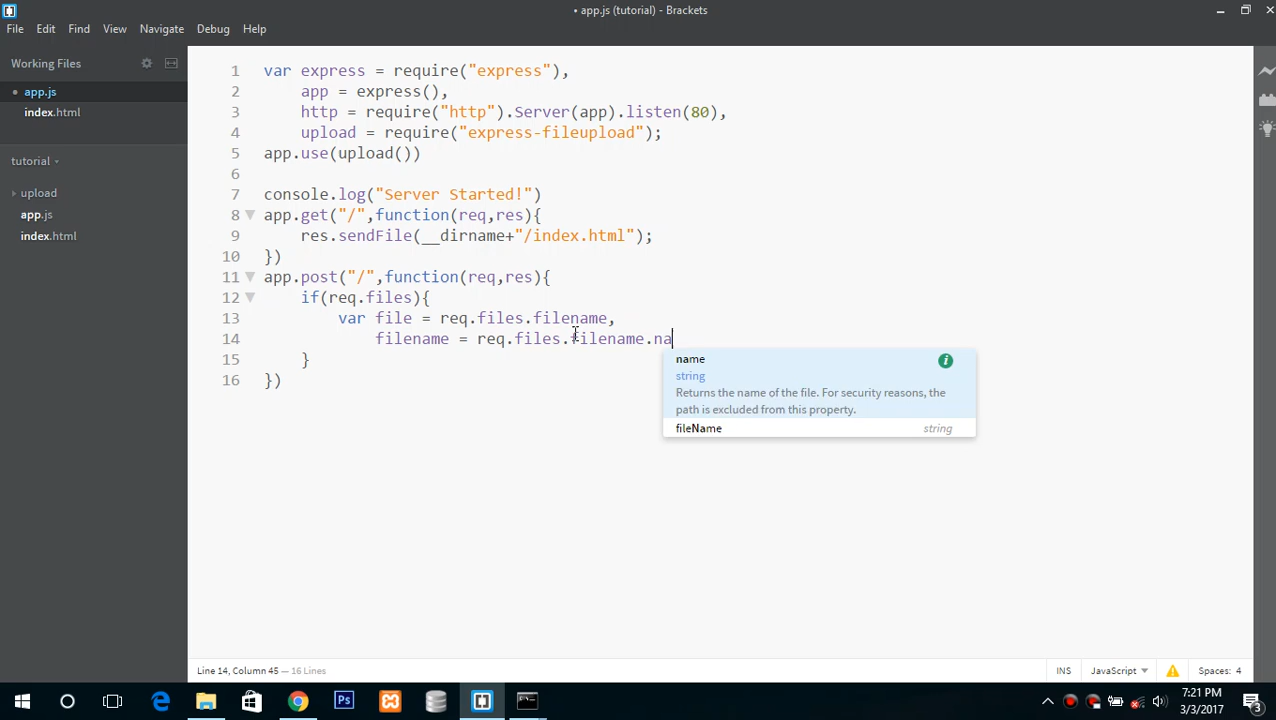 • app.js (tutorial) - Brackets
File Edit Find View Navigate Debug Help
Working Files
• app.js
index.html
tutorial
upload
app.js
index.html
1 var express = require("express"),
2 app = express(),
3 http = require("http").Server(app).listen(80),
4 upload = require("express-fileupload");
5 app.use(upload())
6
7 console.log("Server Started!")
8 app.get("/",function(req,res){
9 res.sendFile(__dirname+"/index.html");
10 })
11 app.post("/",function(req,res){
12 if(req.files){
13 var file = req.files.filename,
14 filename = req.files.filename.na
15 }
16 })
name
string
Returns the name of the file. For security reasons, the
path is excluded from this property.
fileName string
Line 14, Column 45 — 16 Lines
INS JavaScript Spaces: 4
Ps
7:21 PM
3/3/2017
3